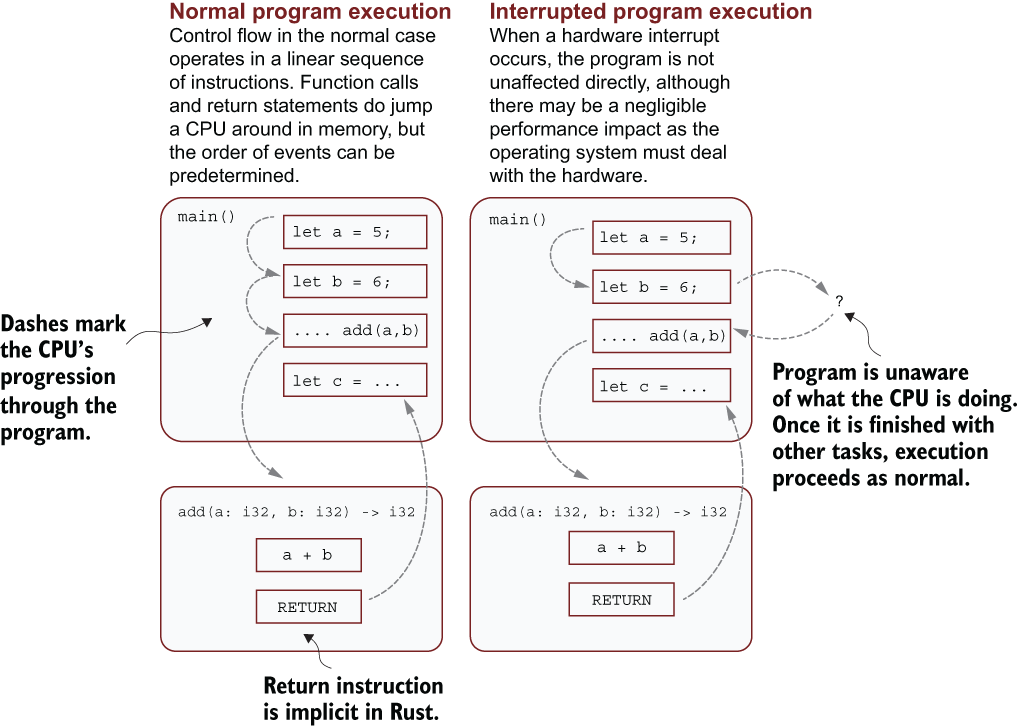 Normal program execution
Control flow in the normal case
operates in a linear sequence
of instructions. Function calls
and return statements do jump
a CPU around in memory, but
the order of events can be
predetermined.
Interrupted program execution
When a hardware interrupt
occurs, the program is not
unaffected directly, although
there may be a negligible
performance impact as the
operating system must deal
with the hardware.
main()
let a = 5;
let b = 6;
.... add(a,b)
let c = ...
Dashes mark
the CPU’s
progression
through the
program.
add(a: i32, b: i32) -> i32
a + b
RETURN
Return instruction
is implicit in Rust.
main()
let a = 5;
let b = 6;
.... add(a,b)
let c = ...
?
Program is unaware
of what the CPU is doing.
Once it is finished with
other tasks, execution
proceeds as normal.
add(a: i32, b: i32) -> i32
a + b
RETURN